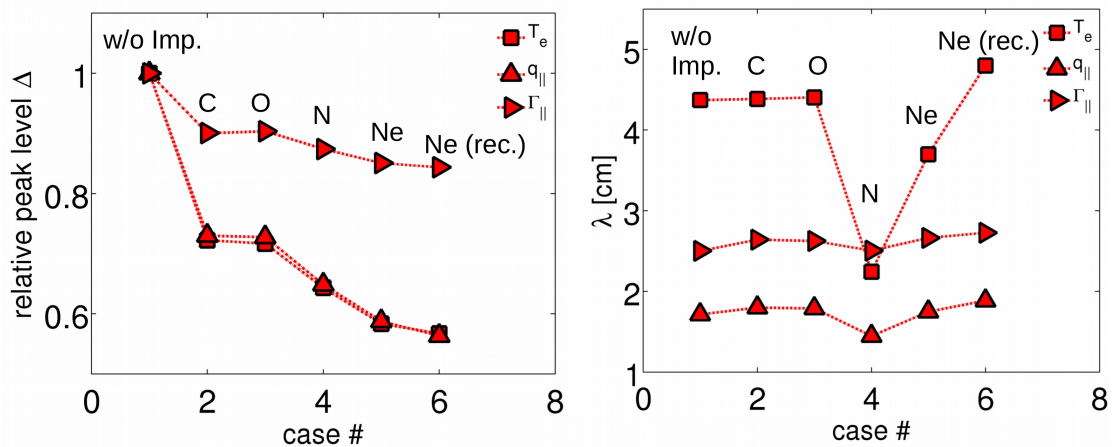 w/o Imp.
C
O
N
Ne
Ne (rec.)
T_e
q_||
Γ_||
relative peak level Δ
1
0.8
0.6
0 2 4 6 8
case #
w/o
Imp.
C
O
N
Ne
Ne (rec.)
T_e
q_||
Γ_||
λ [cm]
5
4
3
2
1
0 2 4 6 8
case #